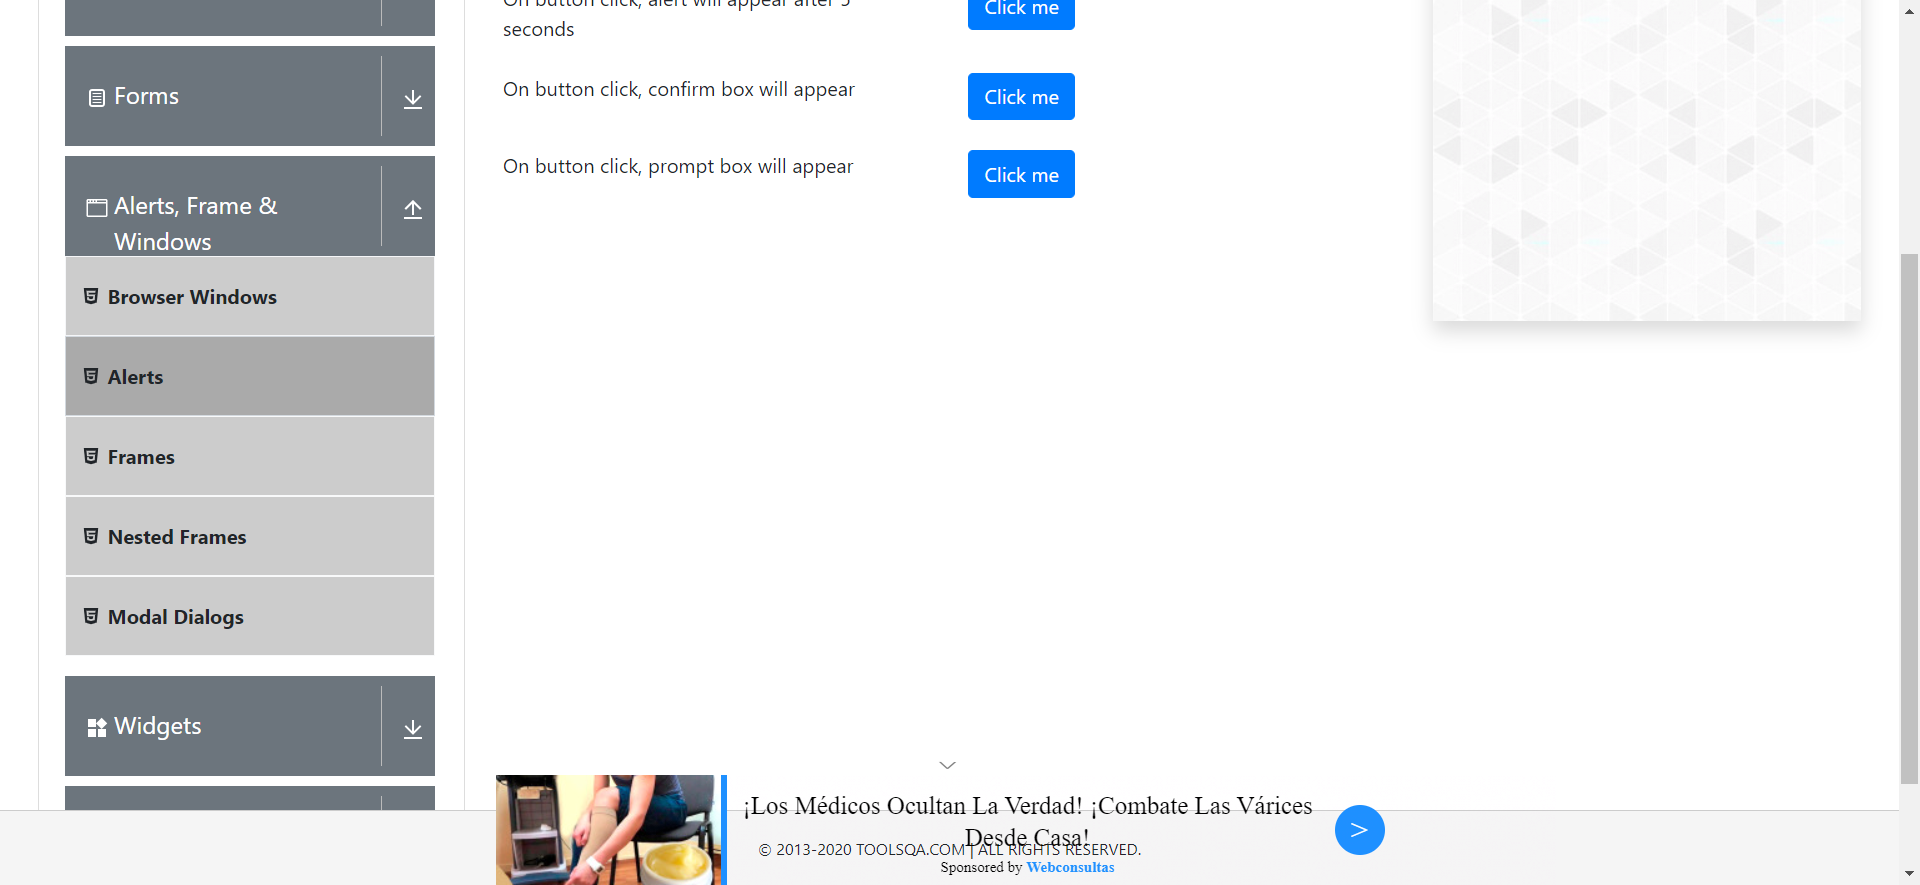 On button click, alert will appear after 5
seconds
Click me
Forms
On button click, confirm box will appear
Click me
On button click, prompt box will appear
Click me
Alerts, Frame &
Windows
Browser Windows
Alerts
Frames
Nested Frames
Modal Dialogs
Widgets
¡Los Médicos Ocultan La Verdad! ¡Combate Las Várices
Desde Casa!
>
© 2013-2020 TOOLSQA.COM | ALL RIGHTS RESERVED.
Sponsored by Webconsultas